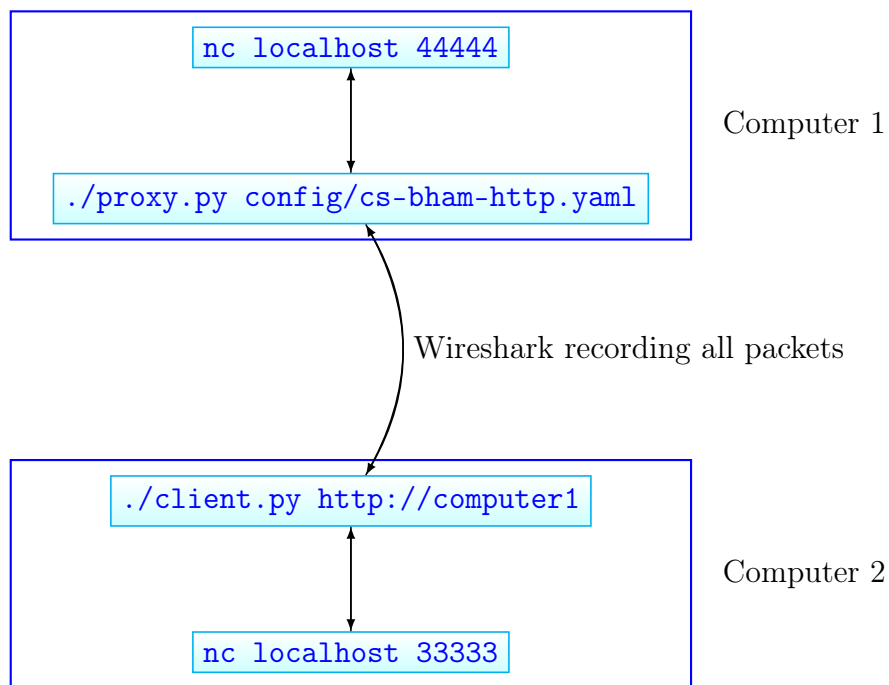 nc localhost 44444
Computer 1
./proxy.py config/cs-bham-http.yaml
Wireshark recording all packets
./client.py http://computer1
Computer 2
nc localhost 33333